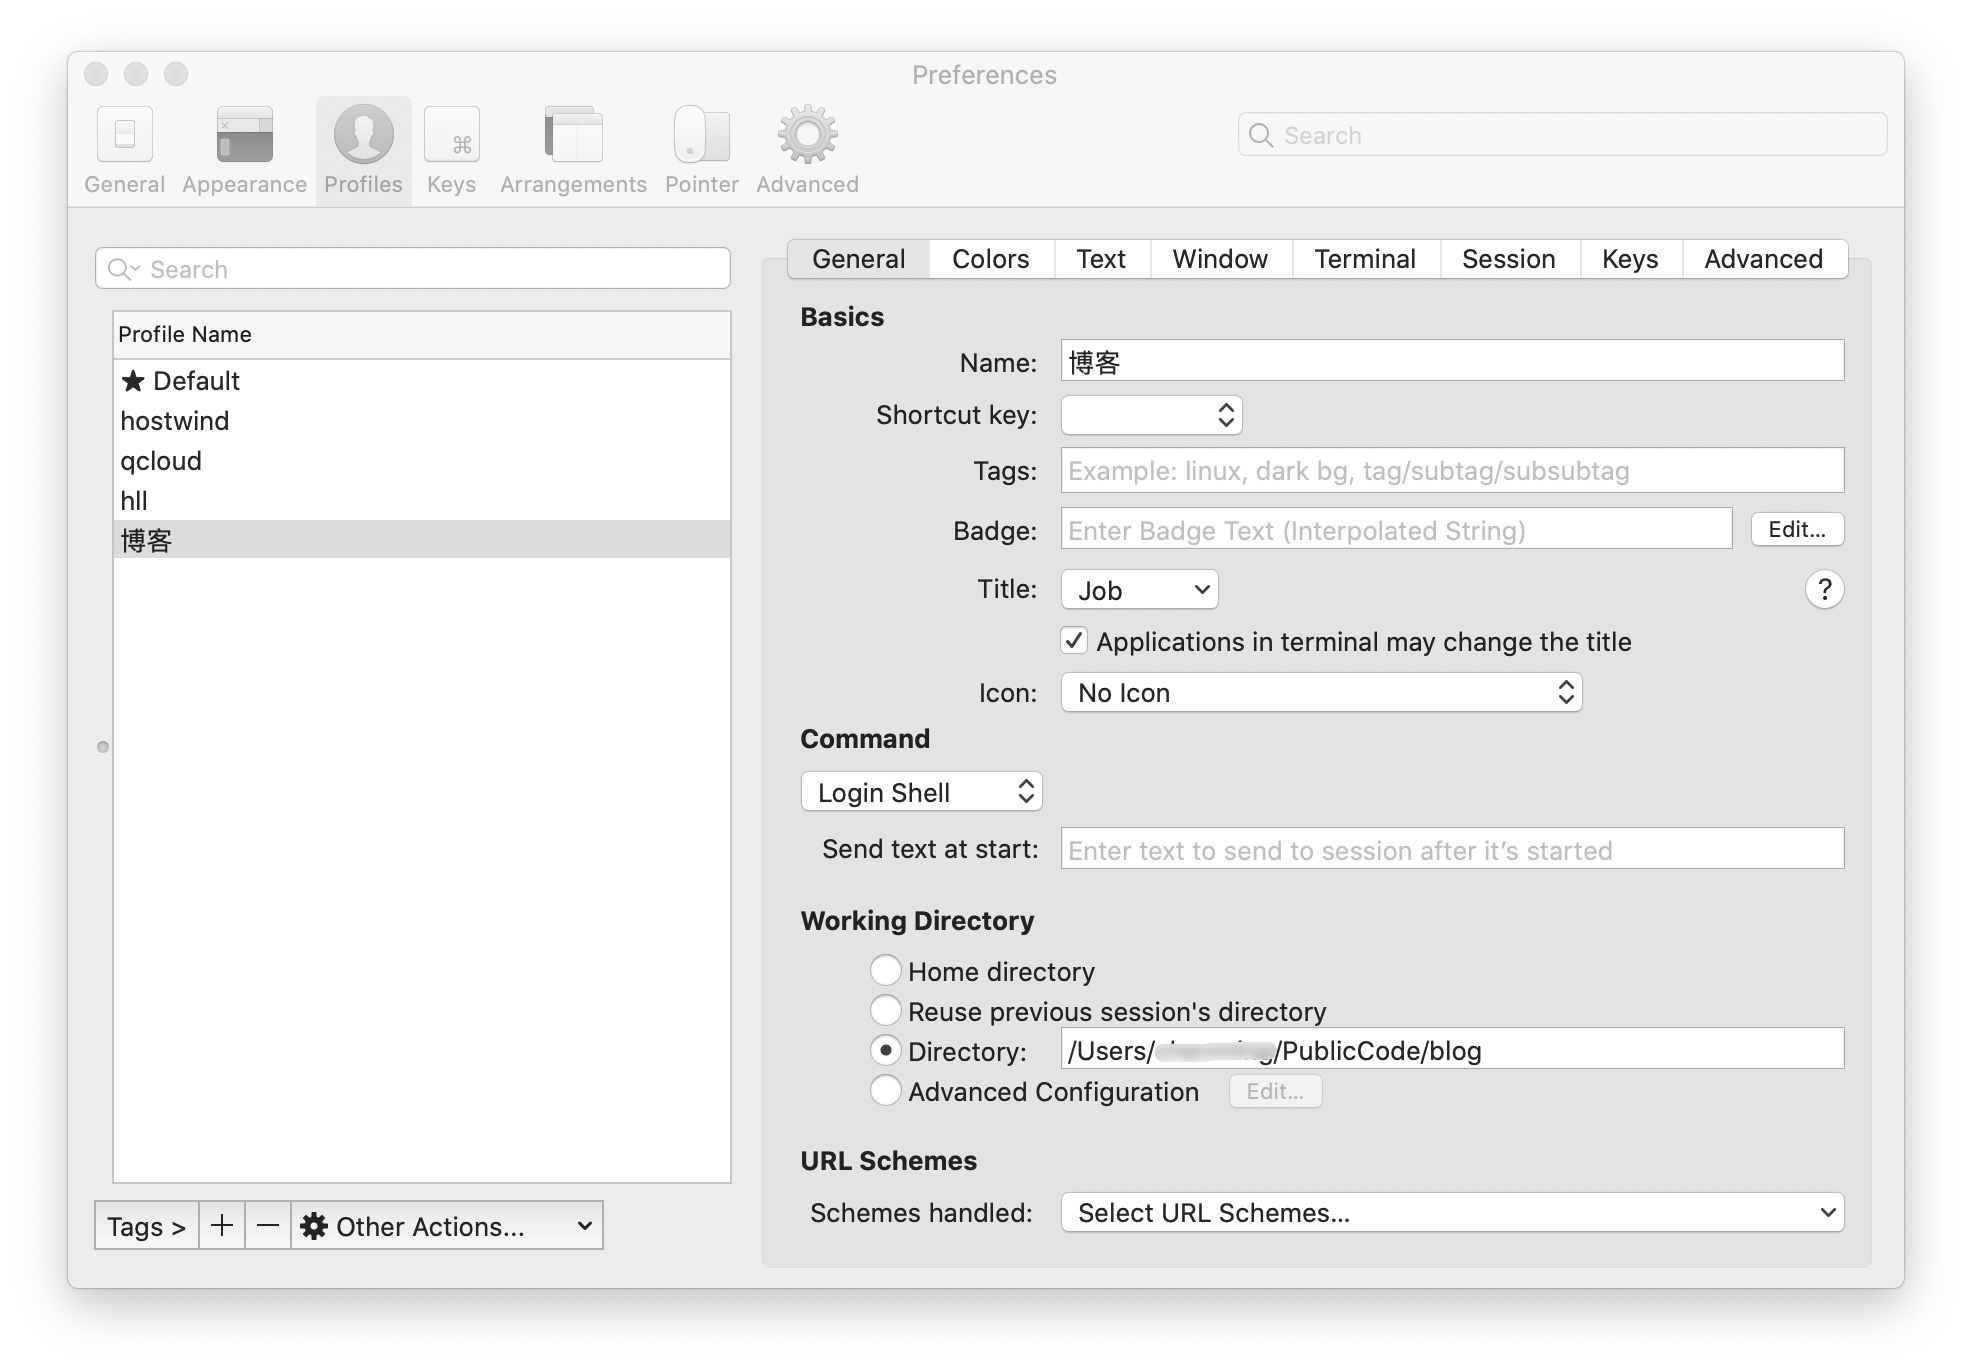 Preferences
General Appearance Profiles Keys Arrangements Pointer Advanced
Search
Search
Profile Name
★ Default
hostwind
qcloud
hll
博客
Tags > + — Other Actions...
General Colors Text Window Terminal Session Keys Advanced
Basics
Name: 博客
Shortcut key:
Tags: Example: linux, dark bg, tag/subtag/subsubtag
Badge: Enter Badge Text (Interpolated String) Edit...
Title: Job ?
Applications in terminal may change the title
Icon: No Icon
Command
Login Shell
Send text at start: Enter text to send to session after it’s started
Working Directory
Home directory
Reuse previous session's directory
Directory: /Users/ /PublicCode/blog
Advanced Configuration Edit...
URL Schemes
Schemes handled: Select URL Schemes...